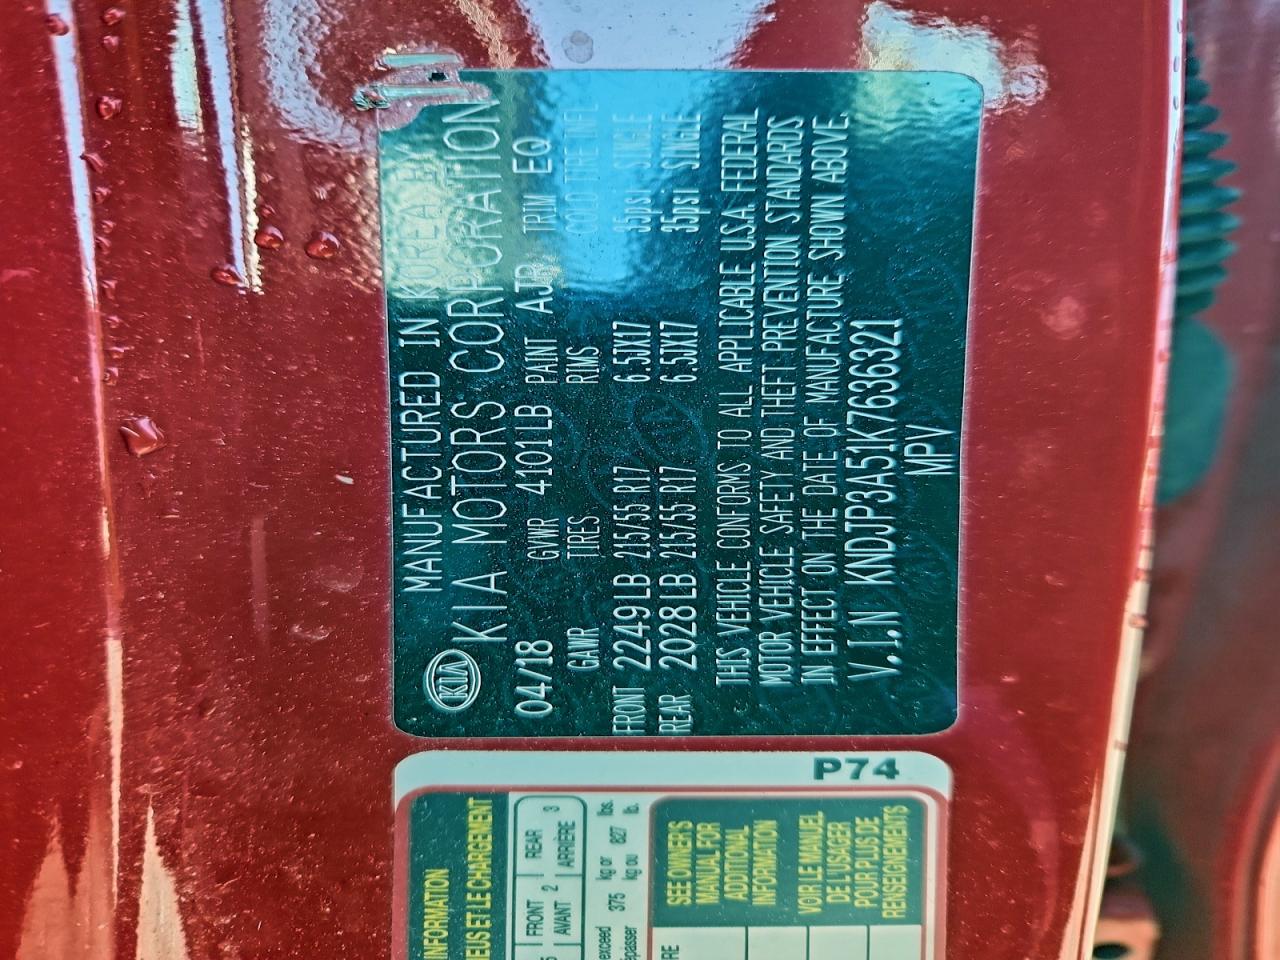 MANUFACTURED IN KOREA BY
KIA
KIA MOTORS CORPORATION
04/18 GVWR 4101LB PAINT AJR TRIM EQ
GAWR TIRES RIMS COLD TIRE INFL
FRONT 2249LB 215/55 R17 6.5JX17 35psi SINGLE
REAR 2028LB 215/55 R17 6.5JX17 35psi SINGLE
THIS VEHICLE CONFORMS TO ALL APPLICABLE U.S.A FEDERAL
MOTOR VEHICLE SAFETY AND THEFT PREVENTION STANDARDS
IN EFFECT ON THE DATE OF MANUFACTURE SHOWN ABOVE.
V.I.N KNDJP3A51K7636321
MPV
P74
INFORMATION
ET LE CHARGEMENT
FRONT 2 REAR 3
AVANT ARRIÈRE
exceed 375 kg or 827 lbs.
kg ou lb.
SEE OWNER'S
MANUAL FOR
ADDITIONAL
INFORMATION
VOIR LE MANUEL
DE L'USAGER
POUR PLUS DE
RENSEIGNEMENTS